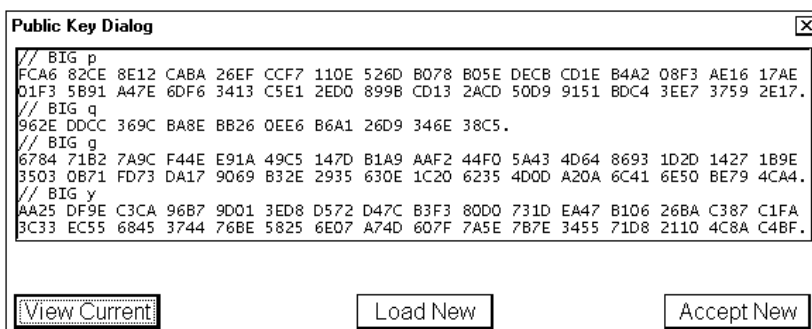 Public Key Dialog
// BIG p
FCA6 82CE 8E12 CABA 26EF CCF7 110E 526D B078 B05E DECB CD1E B4A2 08F3 AE16 17AE
01F3 5B91 A47E 6DF6 3413 C5E1 2ED0 899B CD13 2ACD 50D9 9151 BDC4 3EE7 3759 2E17.
// BIG q
962E DDCC 369C BA8E BB26 0EE6 B6A1 26D9 346E 38C5.
// BIG g
6784 71B2 7A9C F44E E91A 49C5 147D B1A9 AAF2 44F0 5A43 4D64 8693 1D2D 1427 1B9E
3503 0B71 FD73 DA17 9069 B32E 2935 630E 1C20 6235 4D0D A20A 6C41 6E50 BE79 4CA4.
// BIG y
AA25 DF9E C3CA 96B7 9D01 3ED8 D572 D47C B3F3 80D0 731D EA47 B106 26BA C387 C1FA
3C33 EC55 6845 3744 76BE 5825 6E07 A74D 607F 7A5E 7B7E 3455 71D8 2110 4C8A C4BF.
View Current
Load New
Accept New